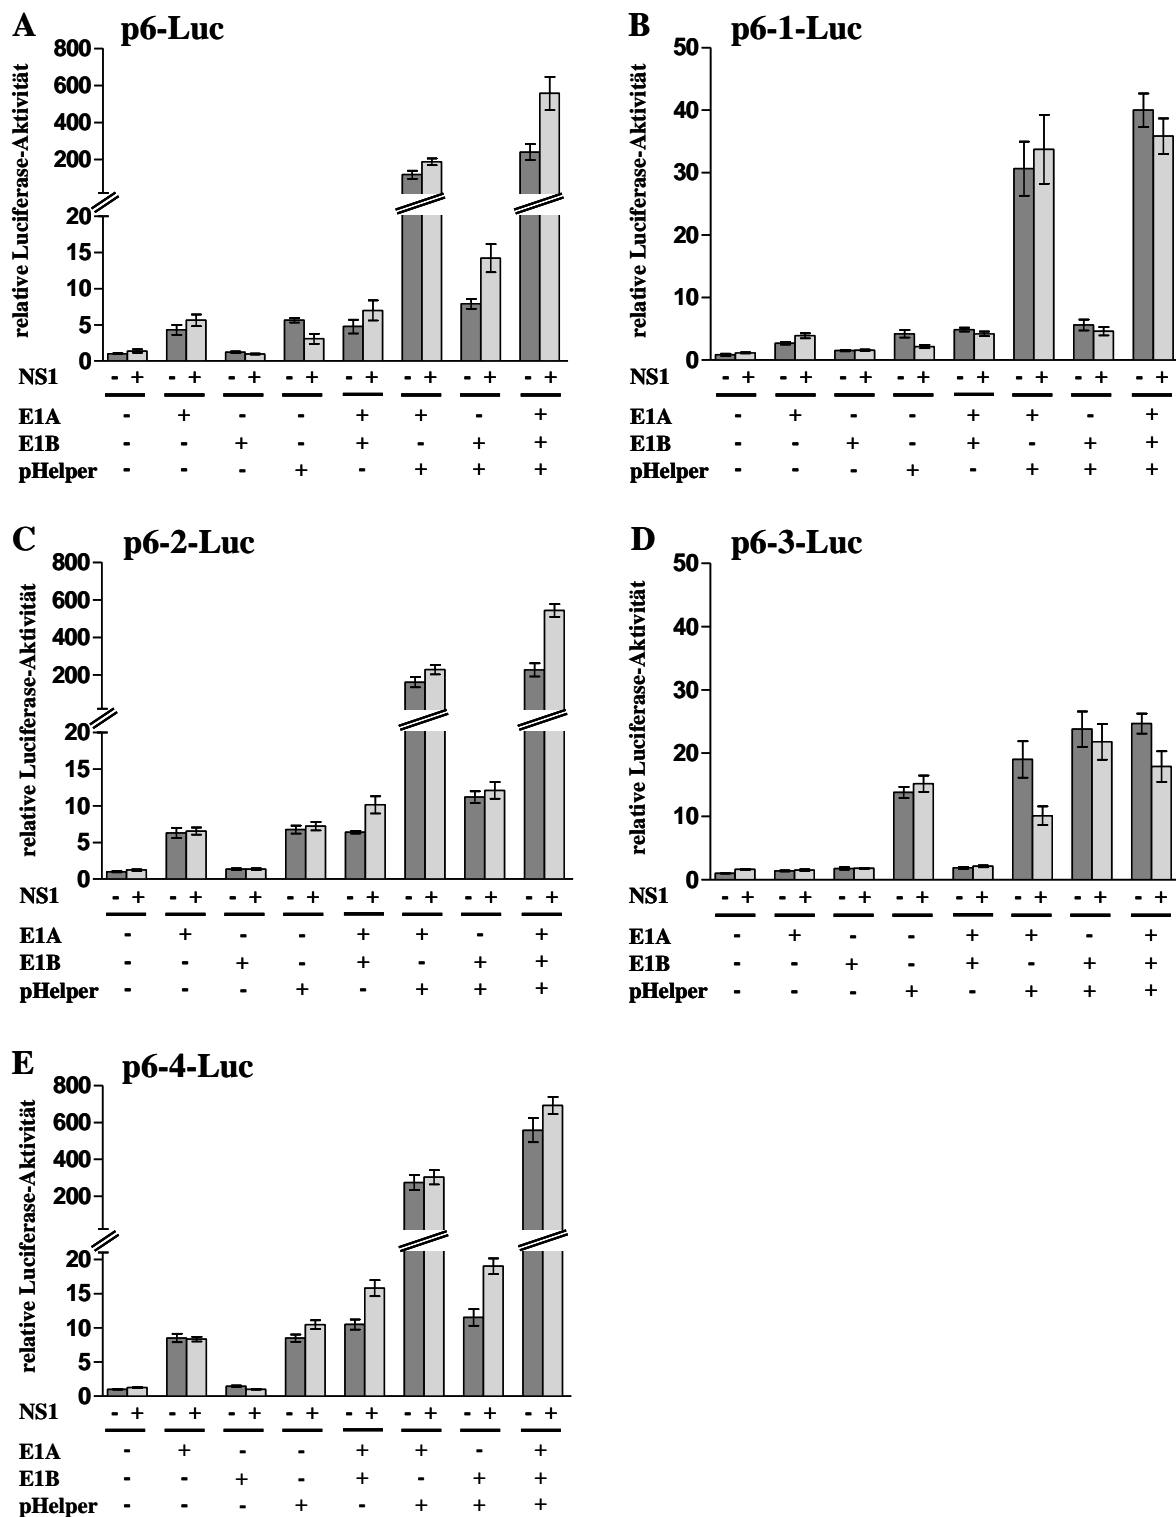 A p6-Luc
relative Luciferase-Aktivität
800
600
400
200
20
15
10
5
0
NS1 - + - + - + - + - + - + - + - +
E1A - + - - + + - +
E1B - - + - + - + +
pHelper - - - + - + + +
B p6-1-Luc
relative Luciferase-Aktivität
50
40
30
20
10
0
NS1 - + - + - + - + - + - + - + - +
E1A - + - - + + - +
E1B - - + - + - + +
pHelper - - - + - + + +
C p6-2-Luc
relative Luciferase-Aktivität
800
600
400
200
20
15
10
5
0
NS1 - + - + - + - + - + - + - + - +
E1A - + - - + + - +
E1B - - + - + - + +
pHelper - - - + - + + +
D p6-3-Luc
relative Luciferase-Aktivität
50
40
30
20
10
0
NS1 - + - + - + - + - + - + - + - +
E1A - + - - + + - +
E1B - - + - + - + +
pHelper - - - + - + + +
E p6-4-Luc
relative Luciferase-Aktivität
800
600
400
200
20
15
10
5
0
NS1 - + - + - + - + - + - + - + - +
E1A - + - - + + - +
E1B - - + - + - + +
pHelper - - - + - + + +